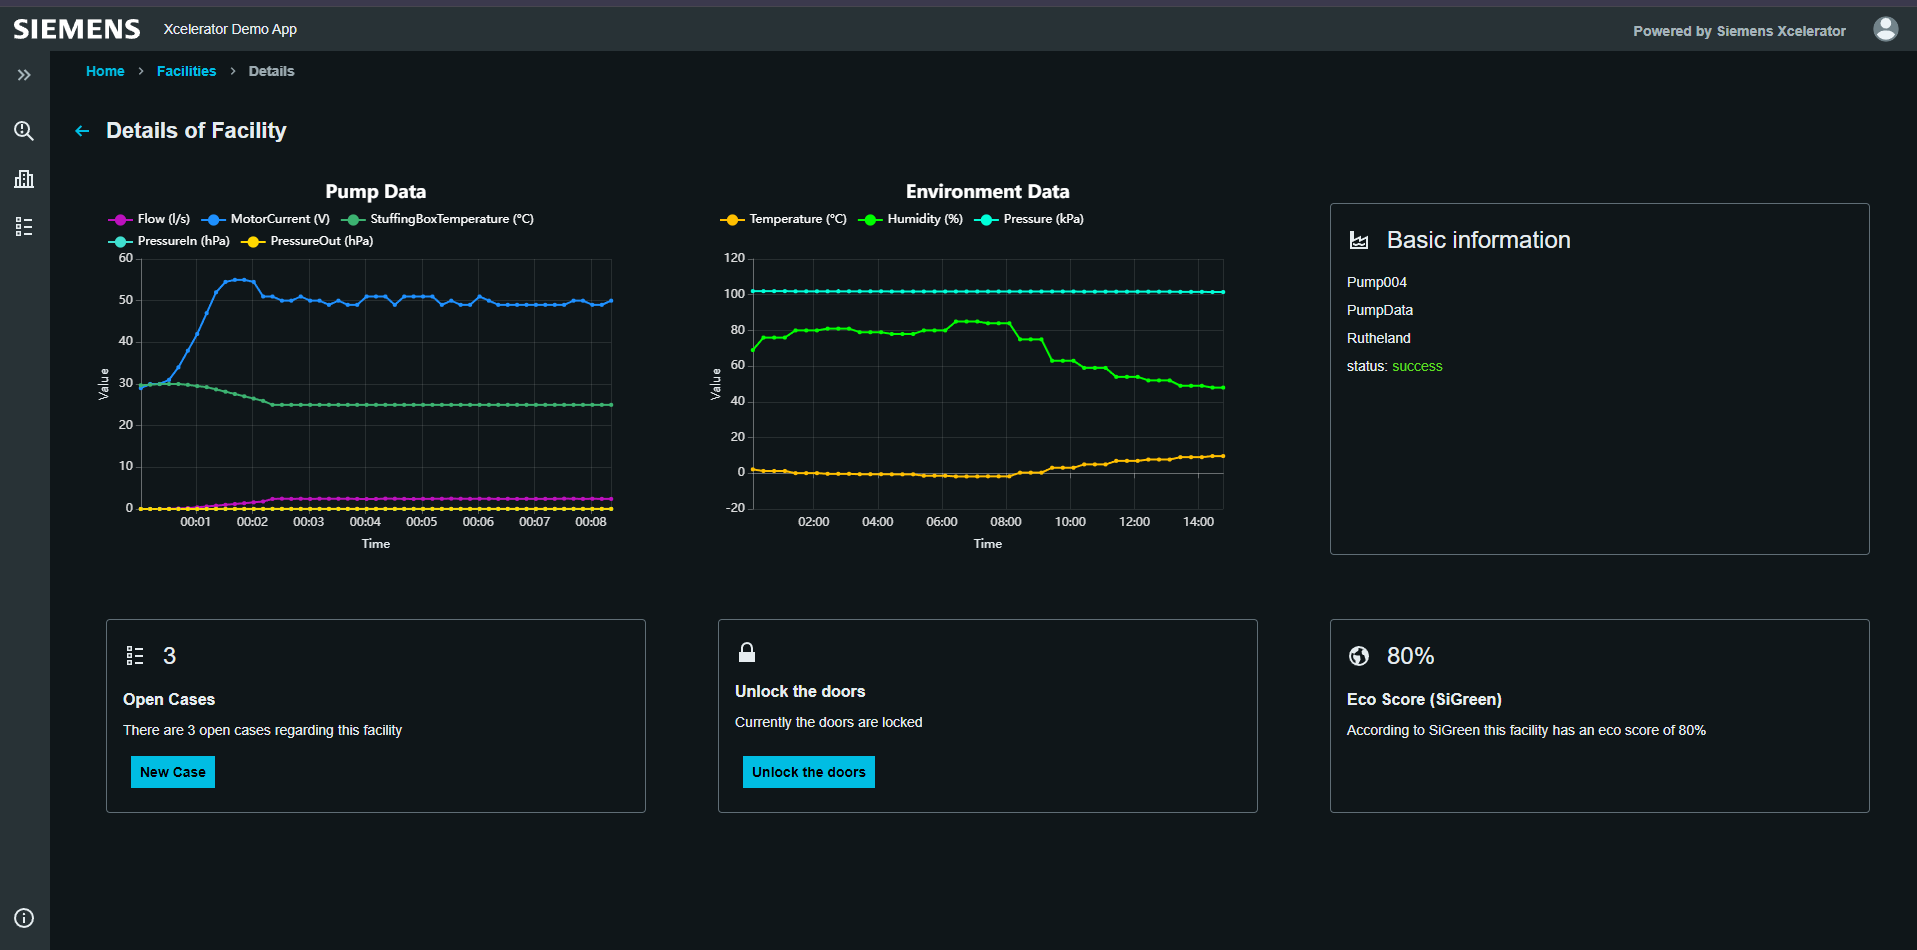 SIEMENS Xcelerator Demo App Powered by Siemens Xcelerator
Home > Facilities > Details
Details of Facility
Pump Data
Flow (l/s) MotorCurrent (V) StuffingBoxTemperature (°C)
PressureIn (hPa) PressureOut (hPa)
60
50
40
30
20
10
0
Value
00:01 00:02 00:03 00:04 00:05 00:06 00:07 00:08
Time
Environment Data
Temperature (°C) Humidity (%) Pressure (kPa)
120
100
80
60
40
20
0
-20
Value
02:00 04:00 06:00 08:00 10:00 12:00 14:00
Time
Basic information
Pump004
PumpData
Rutheland
status: success
3
Open Cases
There are 3 open cases regarding this facility
New Case
Unlock the doors
Currently the doors are locked
Unlock the doors
80%
Eco Score (SiGreen)
According to SiGreen this facility has an eco score of 80%